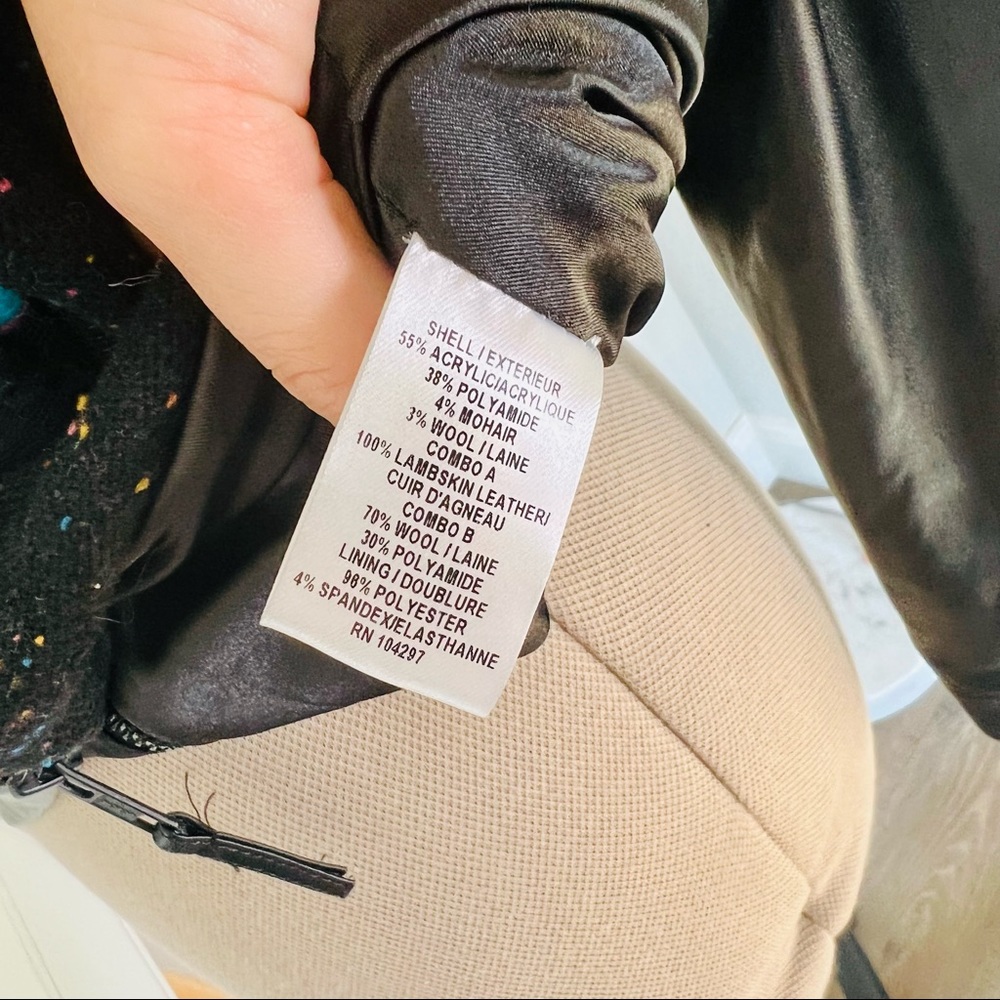 SHELL / EXTERIEUR
55% ACRYLIC/ACRYLIQUE
38% POLYAMIDE
4% MOHAIR
3% WOOL / LAINE
COMBO A
100% LAMBSKIN LEATHER/
CUIR D'AGNEAU
COMBO B
70% WOOL / LAINE
30% POLYAMIDE
LINING / DOUBLURE
96% POLYESTER
4% SPANDEX/ELASTHANNE
RN 104297